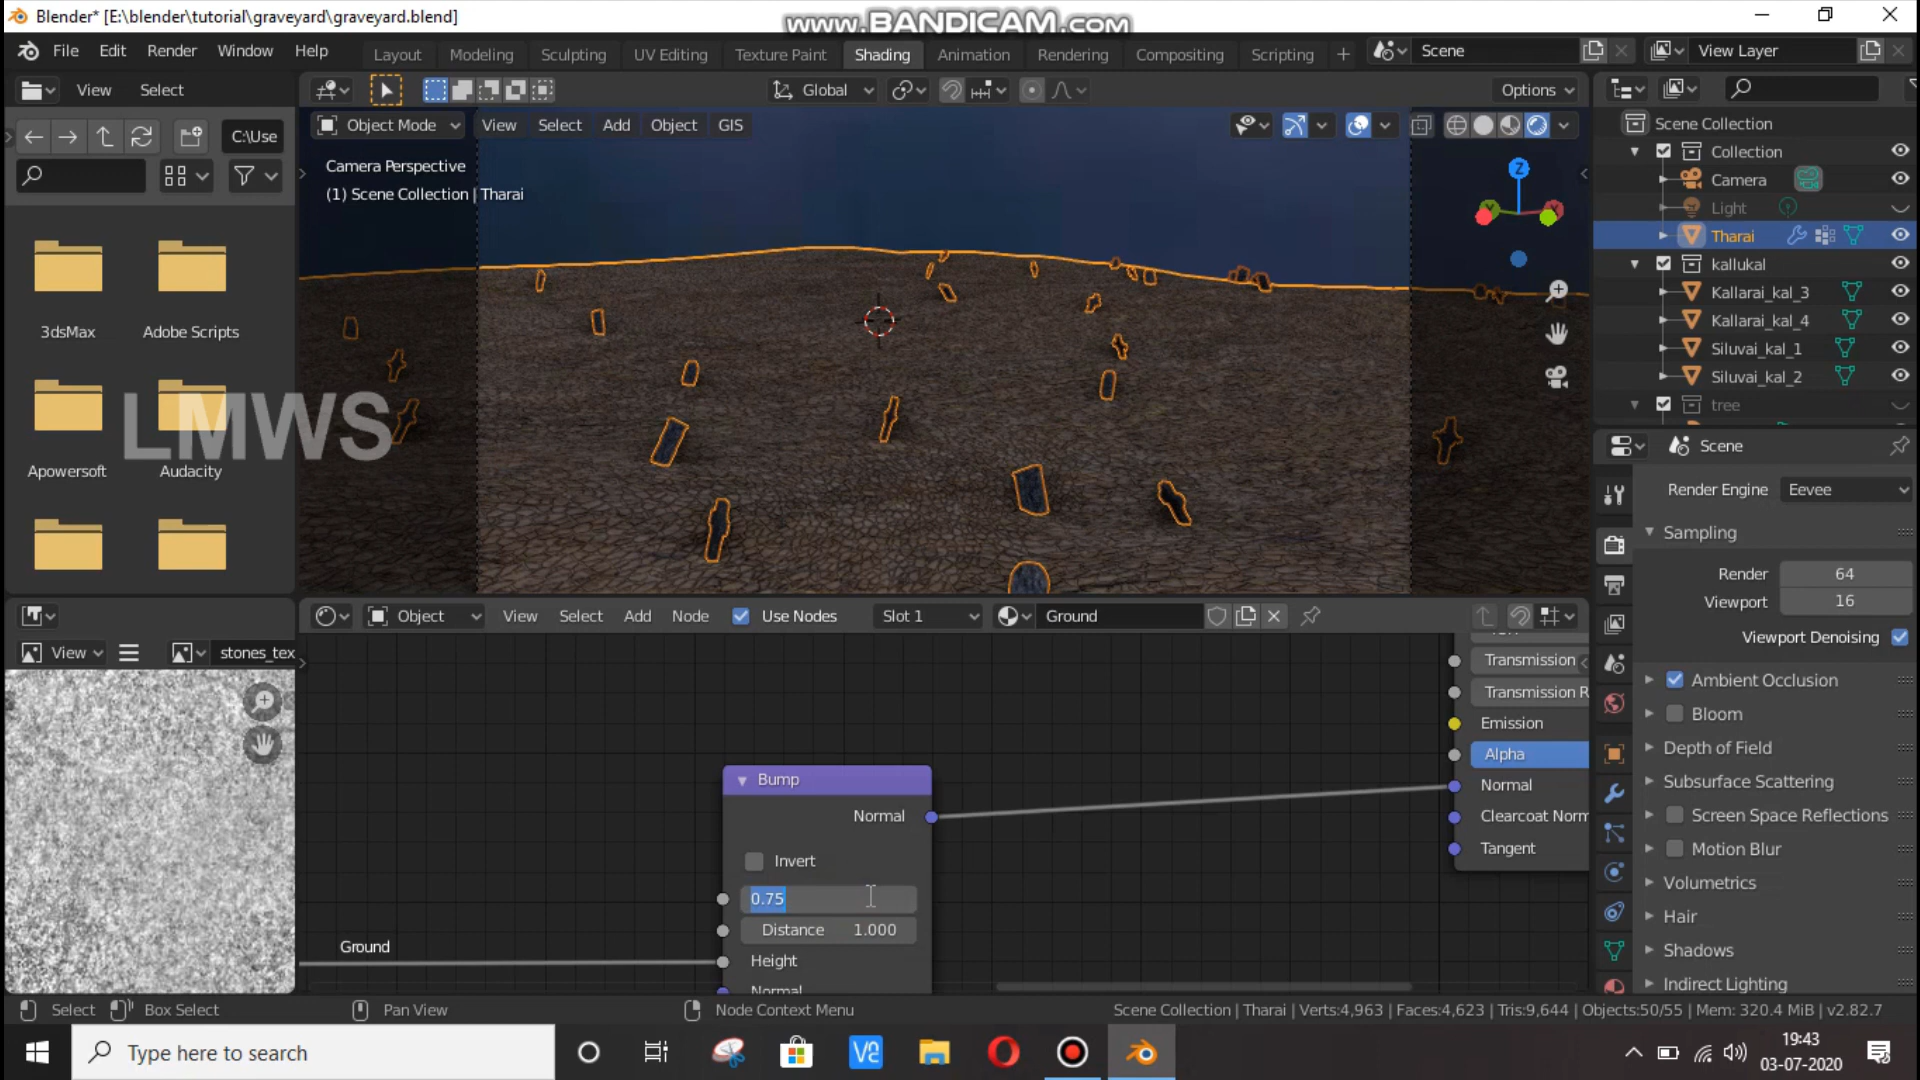 Blender* [E:\blender\tutorial\graveyard\graveyard.blend]
www.BANDICAM.com
File Edit Render Window Help
Layout Modeling Sculpting UV Editing Texture Paint Shading Animation Rendering Compositing Scripting
Scene
View Layer
View Select
Global
Options
C:\Use
Object Mode View Select Add Object GIS
Camera Perspective
(1) Scene Collection | Tharai
Z
Scene Collection
Collection
Camera
Light
Tharai
kallukal
Kallarai_kal_3
Kallarai_kal_4
Siluvai_kal_1
Siluvai_kal_2
tree
3dsMax
Adobe Scripts
Apowersoft
Audacity
LMWS
Scene
Render Engine Eevee
Sampling
Render 64
Viewport 16
Viewport Denoising
Ambient Occlusion
Bloom
Depth of Field
Subsurface Scattering
Screen Space Reflections
Motion Blur
Volumetrics
Hair
Shadows
Indirect Lighting
Object View Select Add Node Use Nodes Slot 1 Ground
View
stones_tex
Transmission
Transmission R
Emission
Alpha
Normal
Clearcoat Norm
Tangent
Bump
Normal
Invert
0.75
Distance 1.000
Height
Normal
Ground
Select Box Select Pan View Node Context Menu
Scene Collection | Tharai | Verts:4,963 | Faces:4,623 | Tris:9,644 | Objects:50/55 | Mem: 320.4 MiB | v2.82.7
Type here to search
19:43
03-07-2020